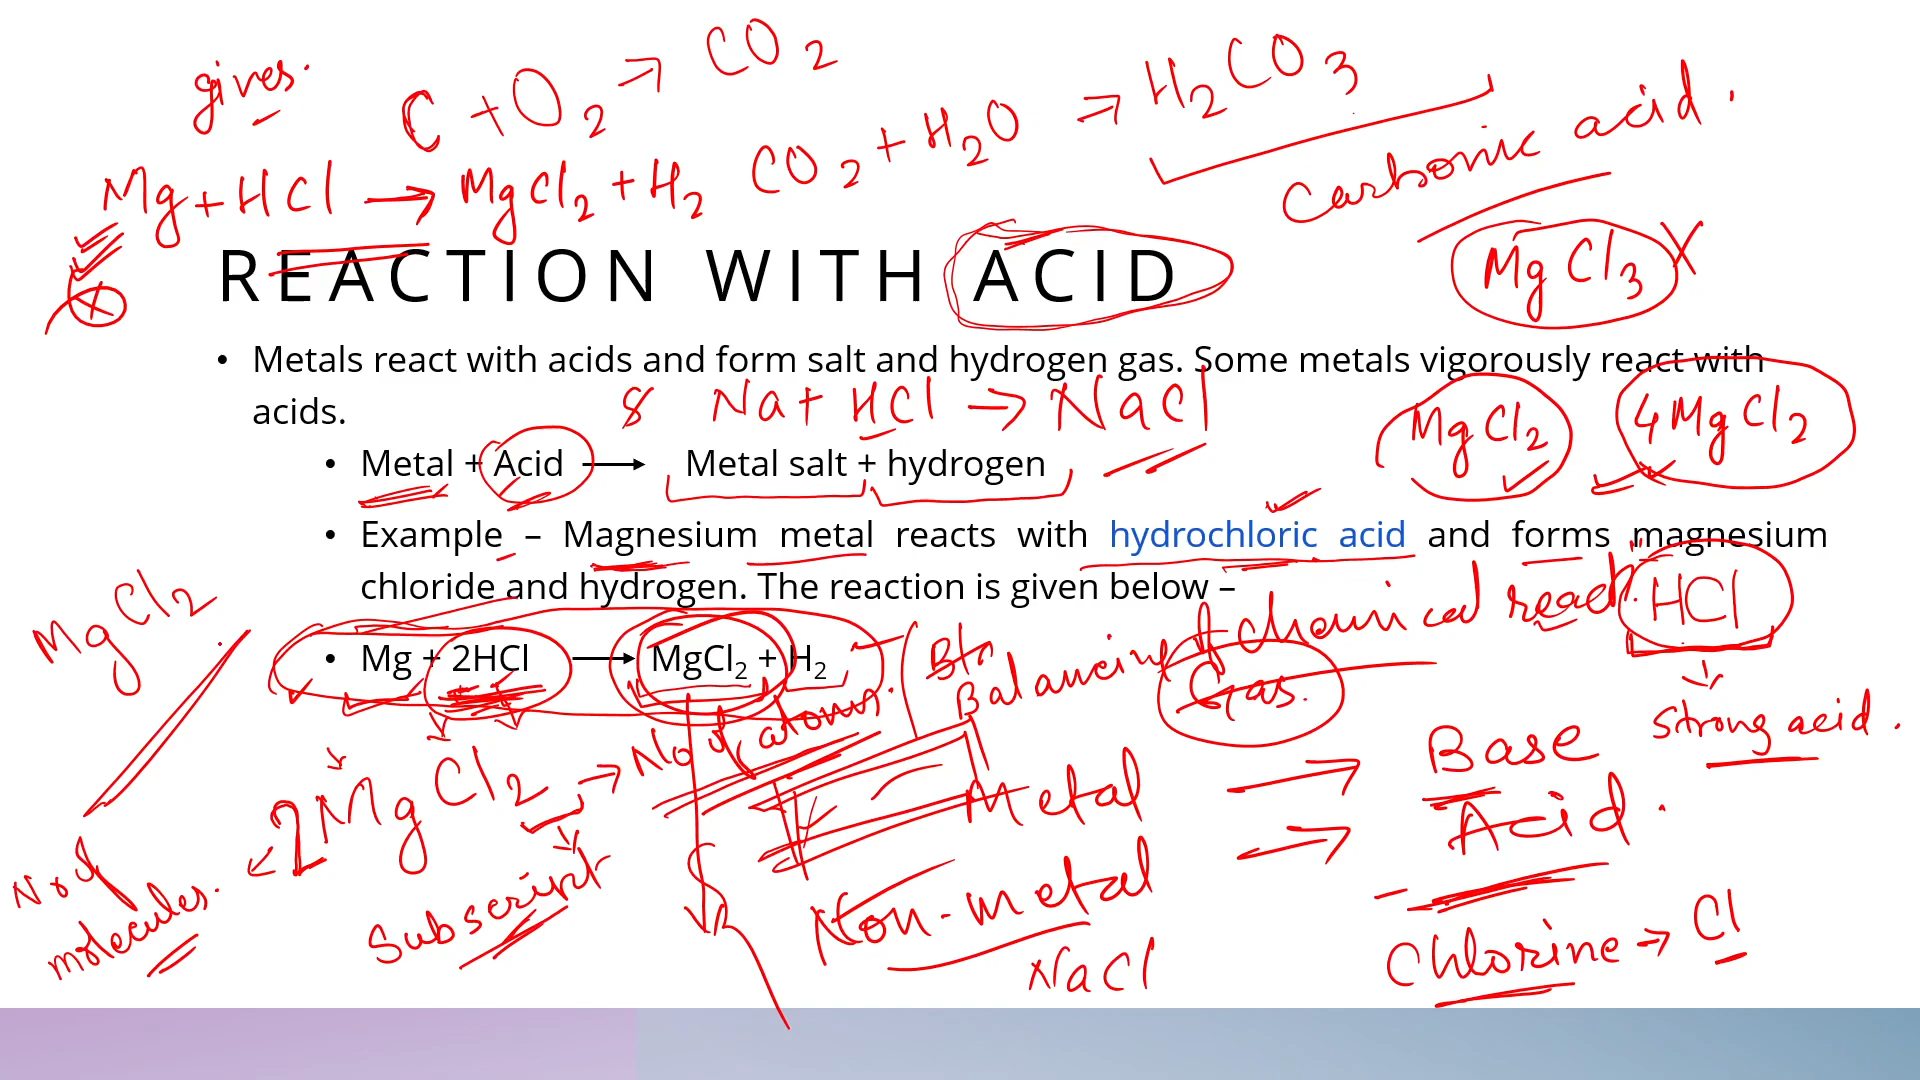 gives.
C + O2 → CO2
Mg + HCl → MgCl2 + H2
CO2 + H2O → H2CO3
Carbonic acid.
REACTION WITH ACID
MgCl3 X
• Metals react with acids and form salt and hydrogen gas. Some metals vigorously react with
acids.
8 Na + HCl → NaCl
MgCl2
4MgCl2
• Metal + Acid ⟶ Metal salt + hydrogen
• Example – Magnesium metal reacts with hydrochloric acid and forms magnesium
chloride and hydrogen. The reaction is given below –
HCl
MgCl2
• Mg + 2HCl ⟶ MgCl₂ + H₂
Balancing of chemical reactn.
Gas.
Strong acid.
2MgCl2 → No of atoms.
Metal → Base
Non-metal → Acid.
No of
molecules.
Subscript
NaCl
Chlorine → Cl